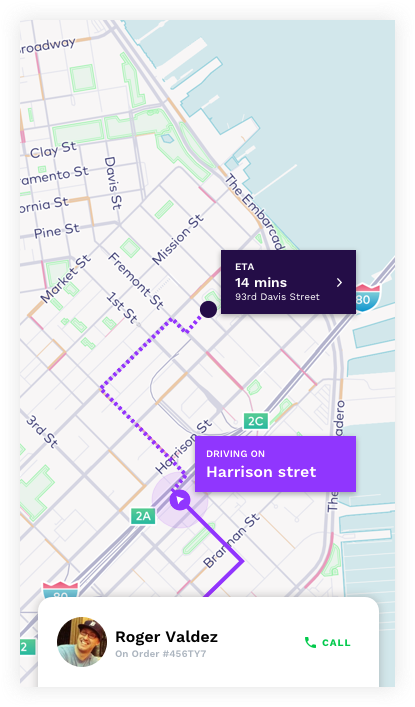 Broadway
Clay St
Davis St
ramento St
ornia St
Pine St
The Embarcad
Mission St
Market St
Fremont St
1st St
ETA
14 mins
93rd Davis Street
80
2C
3rd St
Harrison St
DRIVING ON
Harrison stret
The
adero
2A
Brannan St
80
2
Roger Valdez
On Order #456TY7
CALL